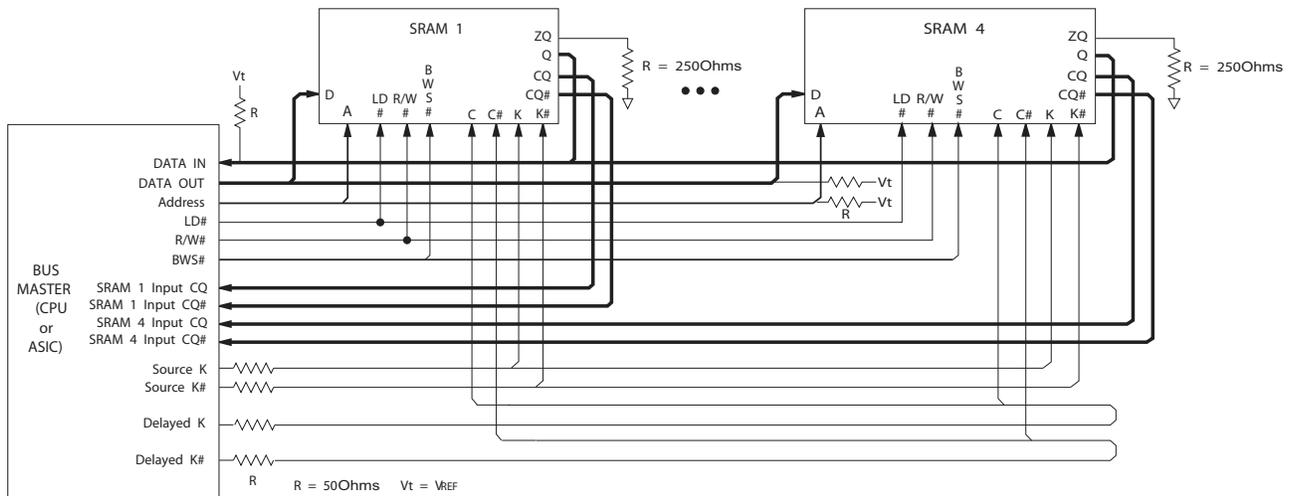 SRAM 1
ZQ
Q
CQ
CQ#
R = 250Ohms
D
A
LD
#
R/W
#
B
W
S
#
C
C#
K
K#
SRAM 4
ZQ
Q
CQ
CQ#
R = 250Ohms
D
A
LD
#
R/W
#
B
W
S
#
C
C#
K
K#
Vt
R
DATA IN
DATA OUT
Vt
Address
Vt
R
LD#
R/W#
BWS#
BUS
MASTER
(CPU
or
ASIC)
SRAM 1 Input CQ
SRAM 1 Input CQ#
SRAM 4 Input CQ
SRAM 4 Input CQ#
Source K
Source K#
Delayed K
Delayed K#
R
R = 50Ohms Vt = VREF